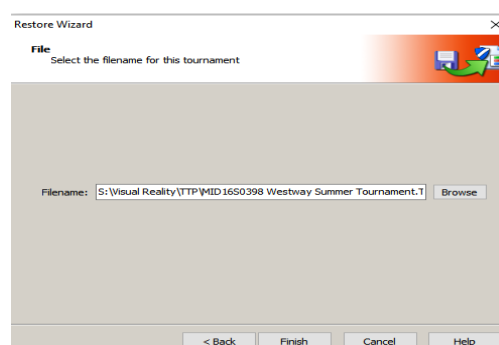 Restore Wizard
File
Select the filename for this tournament
Filename: S:\Visual Reality\TTP\MID16S0398 Westway Summer Tournament.T Browse
< Back Finish Cancel Help